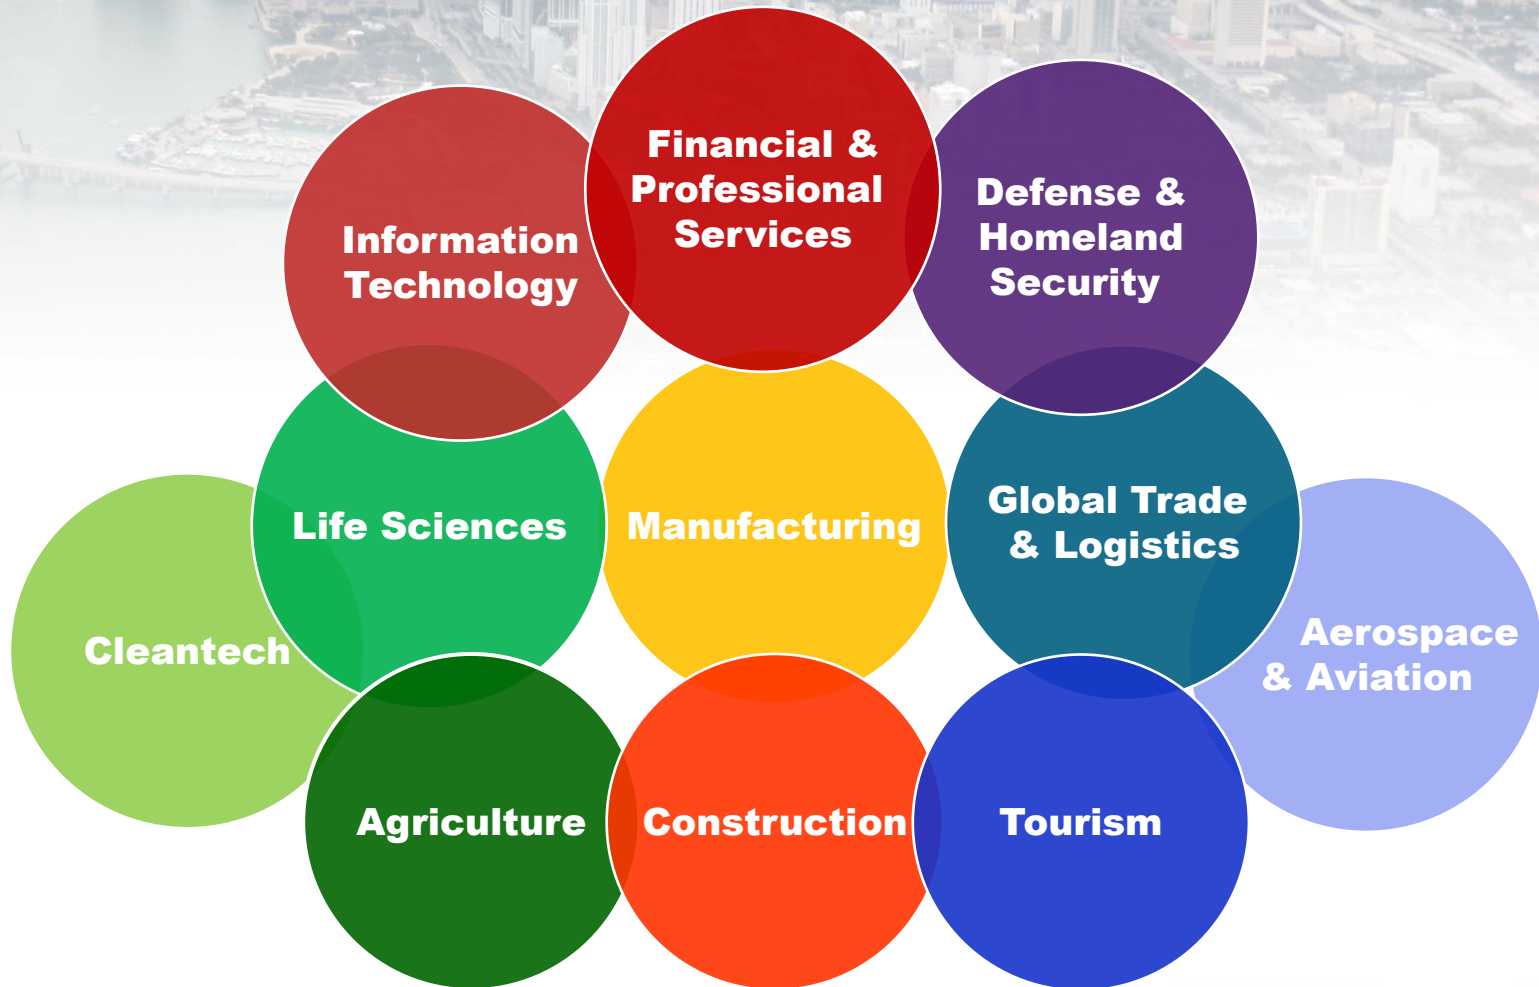 Financial &
Professional
Services
Information
Technology
Defense &
Homeland
Security
Life Sciences
Manufacturing
Global Trade
& Logistics
Cleantech
Aerospace
& Aviation
Agriculture
Construction
Tourism